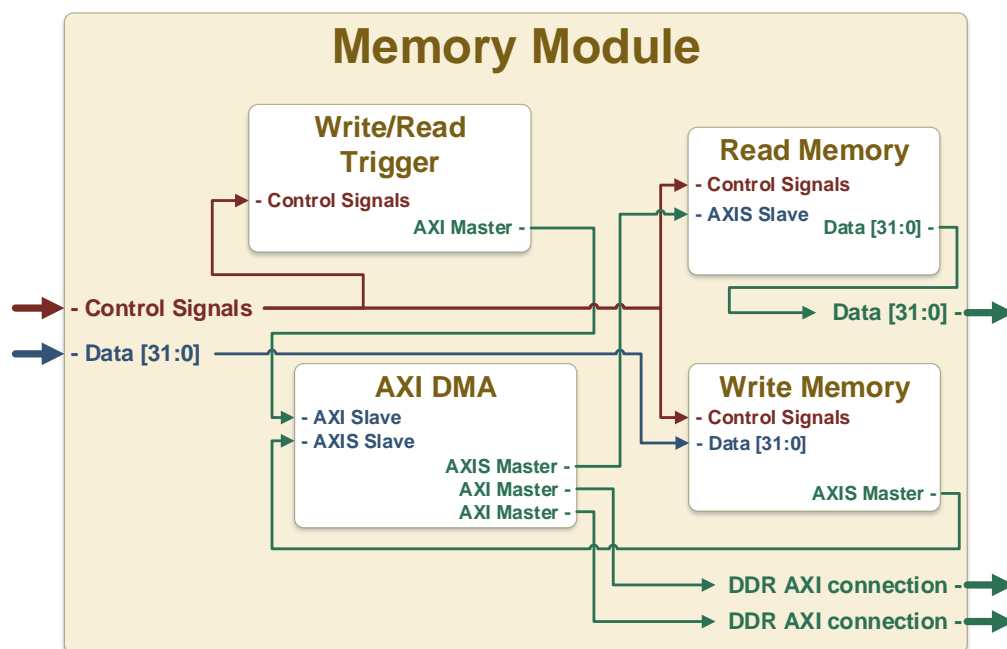 Memory Module
Write/Read
Trigger
- Control Signals
AXI Master -
Read Memory
- Control Signals
- AXIS Slave
Data [31:0] -
- Control Signals
Data [31:0] -
- Data [31:0]
AXI DMA
- AXI Slave
- AXIS Slave
AXIS Master -
AXI Master -
AXI Master -
Write Memory
- Control Signals
- Data [31:0]
AXIS Master -
DDR AXI connection -
DDR AXI connection -